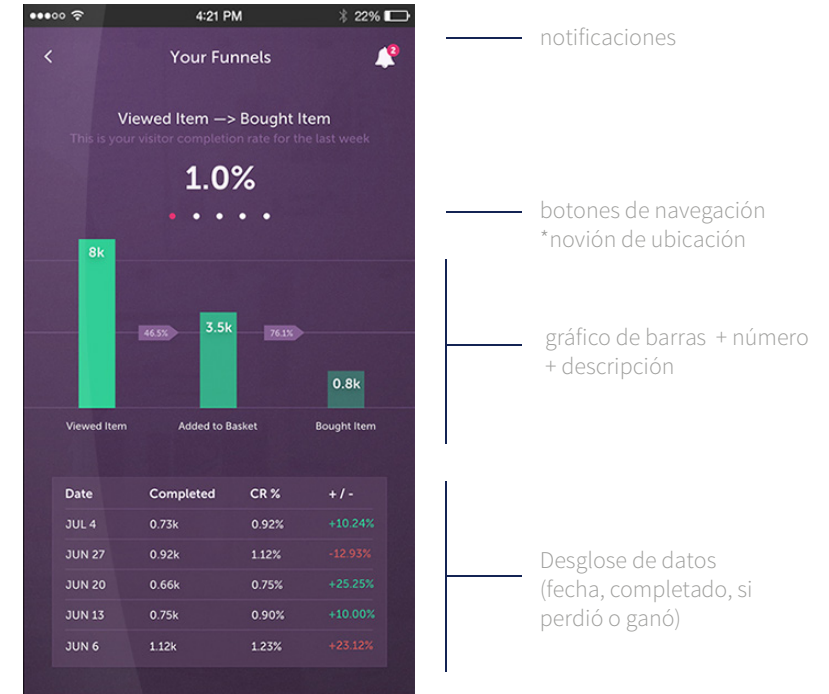 4:21 PM
22%
Your Funnels
2
notificaciones
Viewed Item —> Bought Item
This is your visitor completion rate for the last week
1.0%
botones de navegación
*novión de ubicación
8k
46.5%
3.5k
76.1%
0.8k
gráfico de barras + número
+ descripción
Viewed Item
Added to Basket
Bought Item
Date Completed CR % + / -
JUL 4 0.73k 0.92% +10.24%
JUN 27 0.92k 1.12% -12.93%
JUN 20 0.66k 0.75% +25.25%
JUN 13 0.75k 0.90% +10.00%
JUN 6 1.12k 1.23% +23.12%
Desglose de datos
(fecha, completado, si
perdió o ganó)